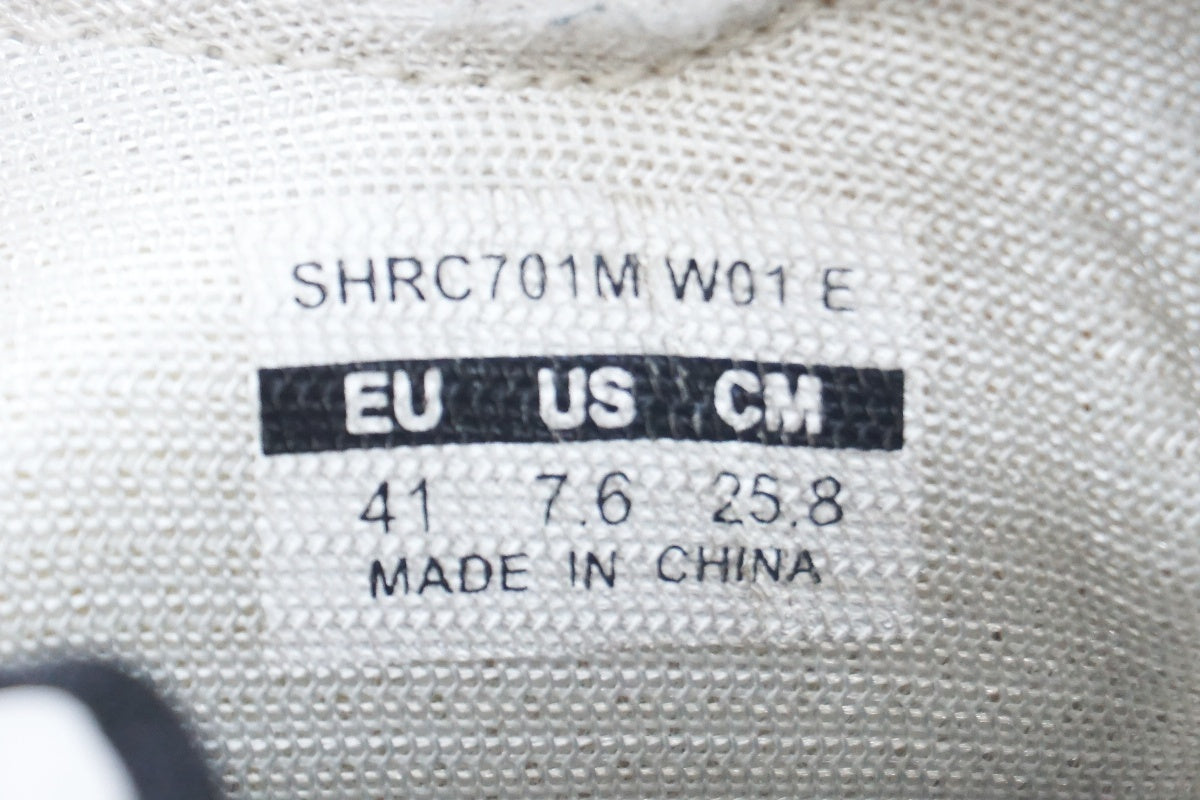 SHRC701M W01 E
EU US CM
41 7.6 25.8
MADE IN CHINA